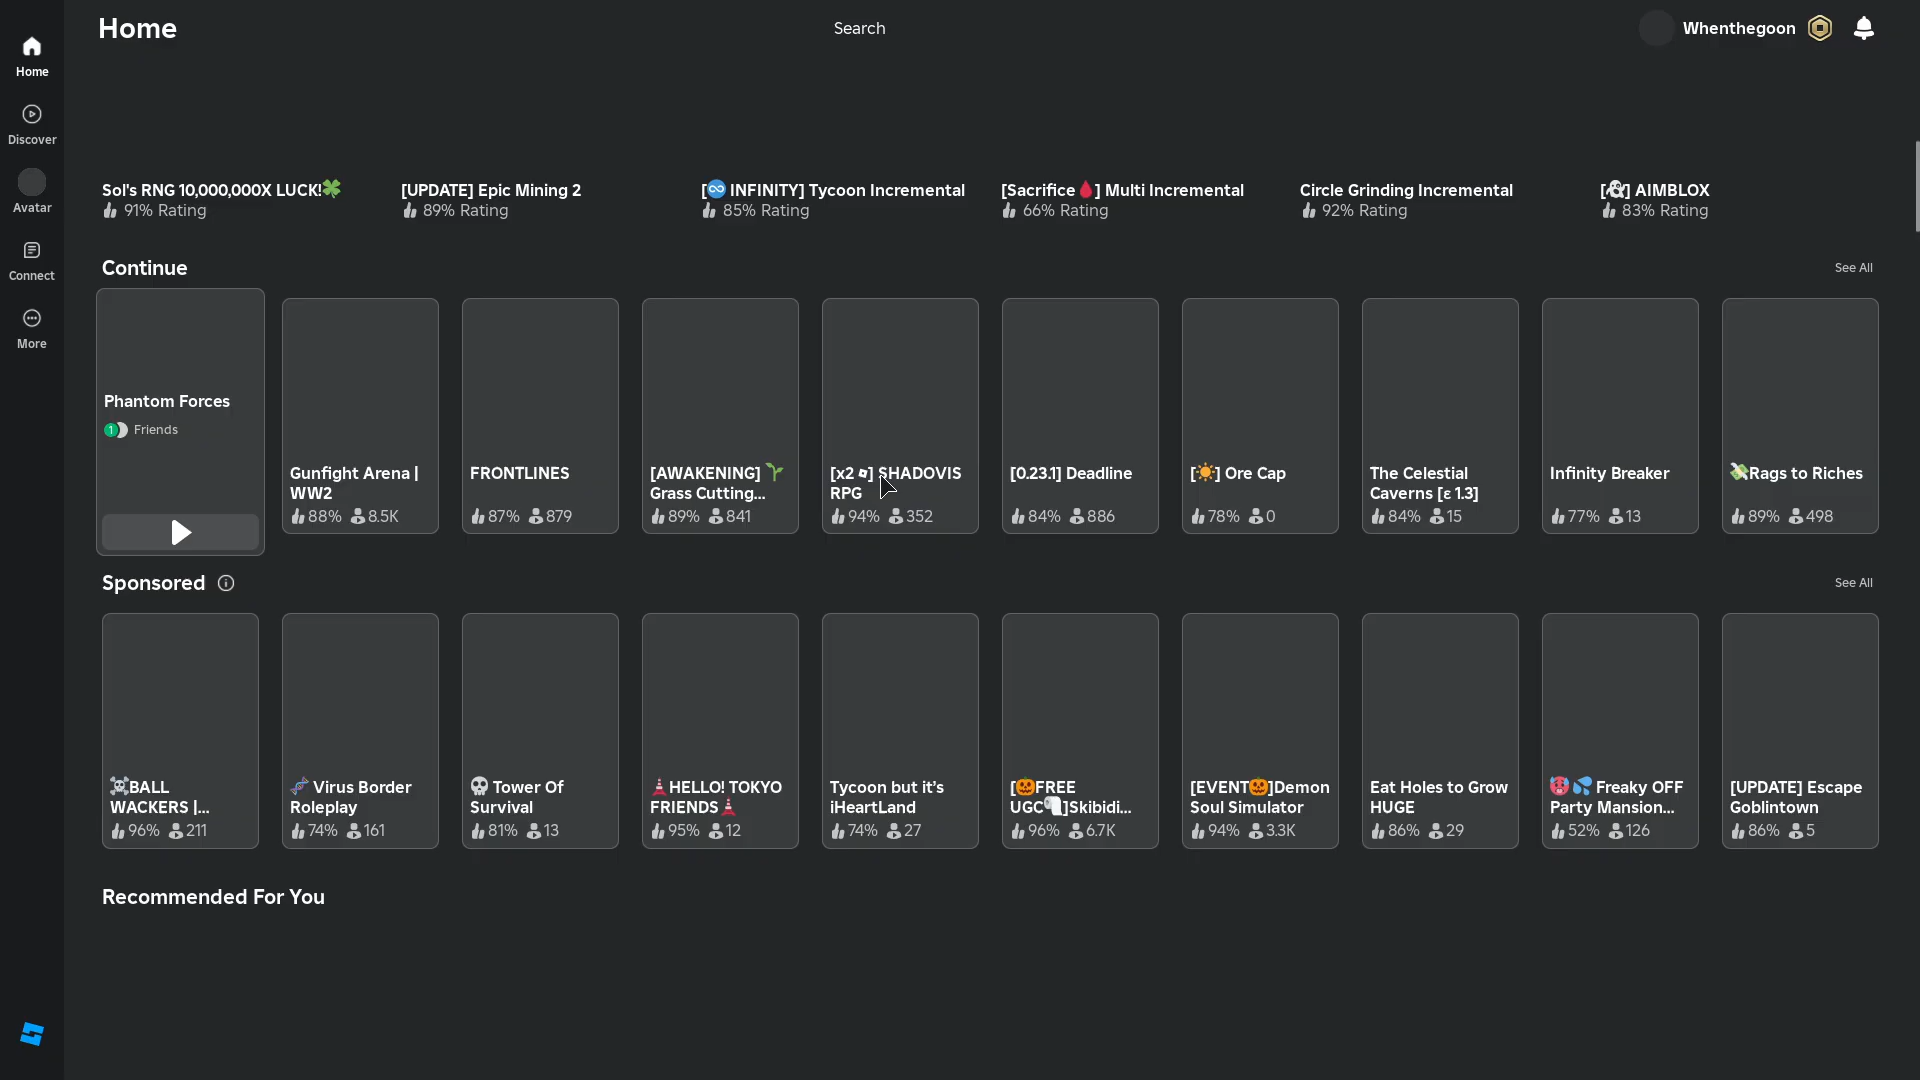 Home
Search
Whenthegoon
Home
Discover
Avatar
Connect
More
Sol's RNG 10,000,000X LUCK!🍀
91% Rating
[UPDATE] Epic Mining 2
89% Rating
[♾️ INFINITY] Tycoon Incremental
85% Rating
[Sacrifice🩸] Multi Incremental
66% Rating
Circle Grinding Incremental
92% Rating
[👻] AIMBLOX
83% Rating
Continue
See All
Phantom Forces
1 Friends
Gunfight Arena |
WW2
88% 8.5K
FRONTLINES
87% 879
[AWAKENING] 🌱
Grass Cutting...
89% 841
[x2 ] SHADOVIS
RPG
94% 352
[0.23.1] Deadline
84% 886
[☀️] Ore Cap
78% 0
The Celestial
Caverns [ε 1.3]
84% 15
Infinity Breaker
77% 13
💸Rags to Riches
89% 498
Sponsored
See All
☠️BALL
WACKERS |...
96% 211
🧬 Virus Border
Roleplay
74% 161
💀 Tower Of
Survival
81% 13
🗼HELLO! TOKYO
FRIENDS🗼
95% 12
Tycoon but it's
iHeartLand
74% 27
[🎃FREE
UGC🧻]Skibidi...
96% 6.7K
[EVENT🎃]Demon
Soul Simulator
94% 3.3K
Eat Holes to Grow
HUGE
86% 29
🥵💦 Freaky OFF
Party Mansion...
52% 126
[UPDATE] Escape
Goblintown
86% 5
Recommended For You